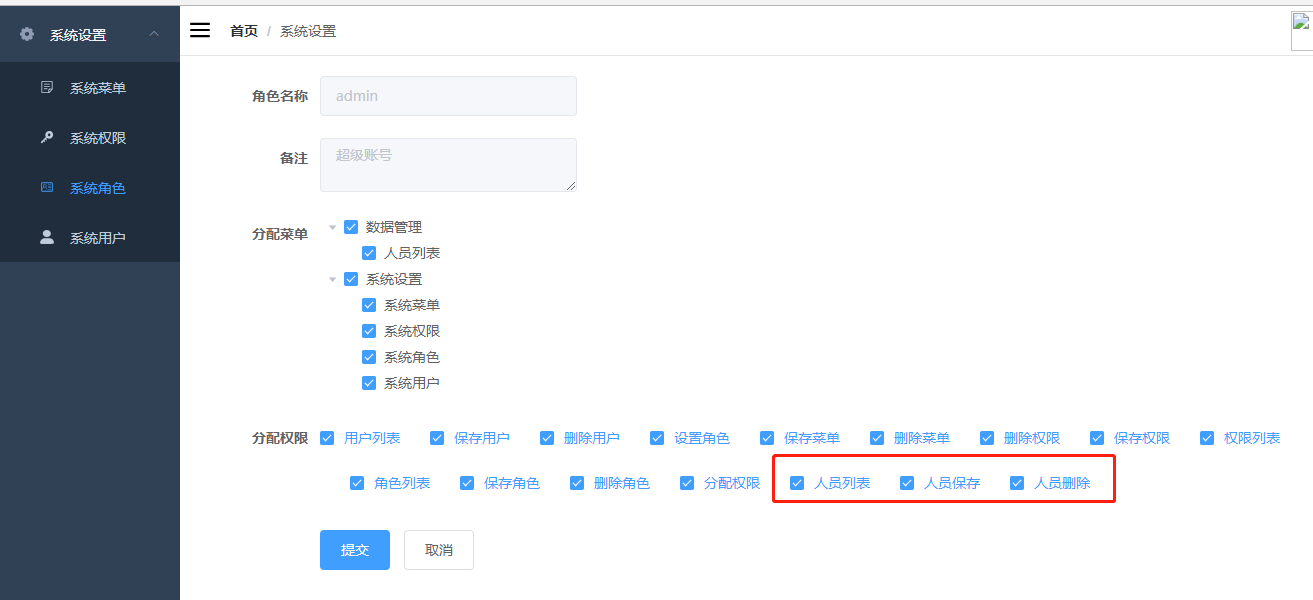 系统设置
首页 / 系统设置
系统菜单
系统权限
系统角色
系统用户
角色名称 admin
备注 超级账号
分配菜单
数据管理
人员列表
系统设置
系统菜单
系统权限
系统角色
系统用户
分配权限 用户列表 保存用户 删除用户 设置角色 保存菜单 删除菜单 删除权限 保存权限 权限列表
角色列表 保存角色 删除角色 分配权限 人员列表 人员保存 人员删除
提交 取消